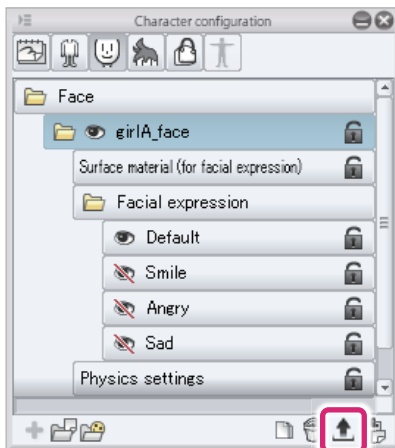 Character configuration
Face
girlA_face
Surface material (for facial expression)
Facial expression
Default
Smile
Angry
Sad
Physics settings